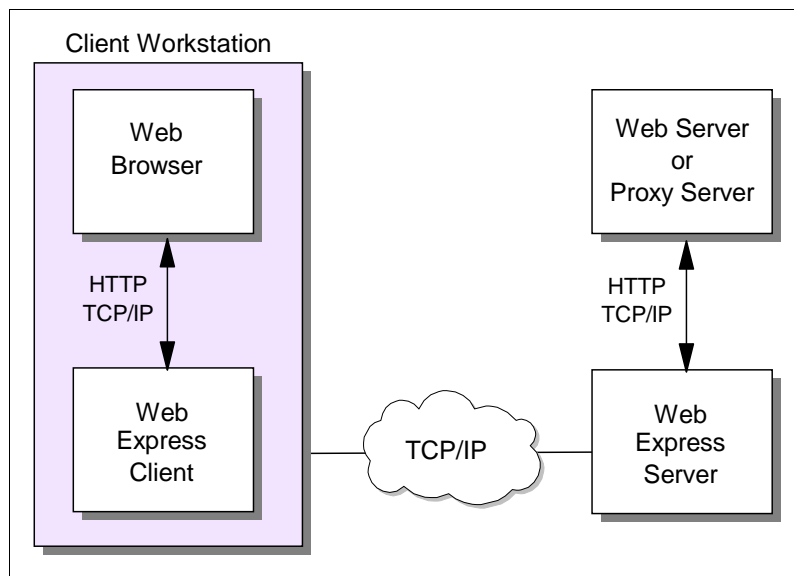 Client Workstation
Web
Browser
HTTP
TCP/IP
Web
Express
Client
TCP/IP
Web Server
or
Proxy Server
HTTP
TCP/IP
Web
Express
Server